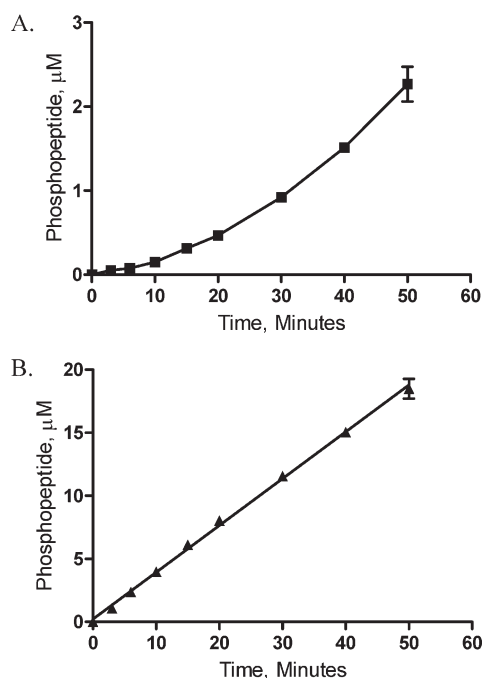 A.
Phosphopeptide, µM
3
2
1
0
0 10 20 30 40 50 60
Time, Minutes
B.
Phosphopeptide, µM
20
15
10
5
0
0 10 20 30 40 50 60
Time, Minutes